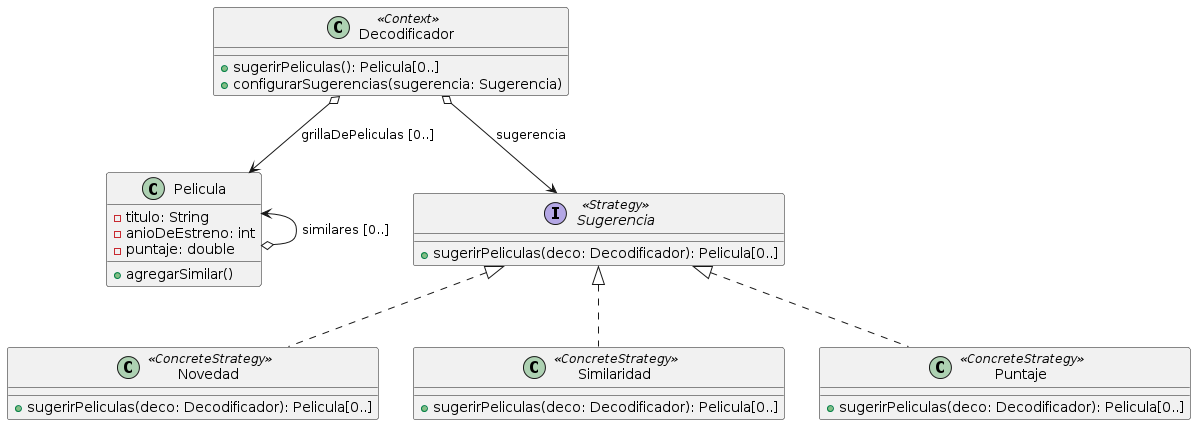 «Context»
C Decodificador
sugerirPeliculas(): Pelicula[0..]
configurarSugerencias(sugerencia: Sugerencia)
grillaDePeliculas [0..]
sugerencia
C Pelicula
titulo: String
anioDeEstreno: int
puntaje: double
agregarSimilar()
similares [0..]
«Strategy»
I Sugerencia
sugerirPeliculas(deco: Decodificador): Pelicula[0..]
«ConcreteStrategy»
C Novedad
sugerirPeliculas(deco: Decodificador): Pelicula[0..]
«ConcreteStrategy»
C Similaridad
sugerirPeliculas(deco: Decodificador): Pelicula[0..]
«ConcreteStrategy»
C Puntaje
sugerirPeliculas(deco: Decodificador): Pelicula[0..]